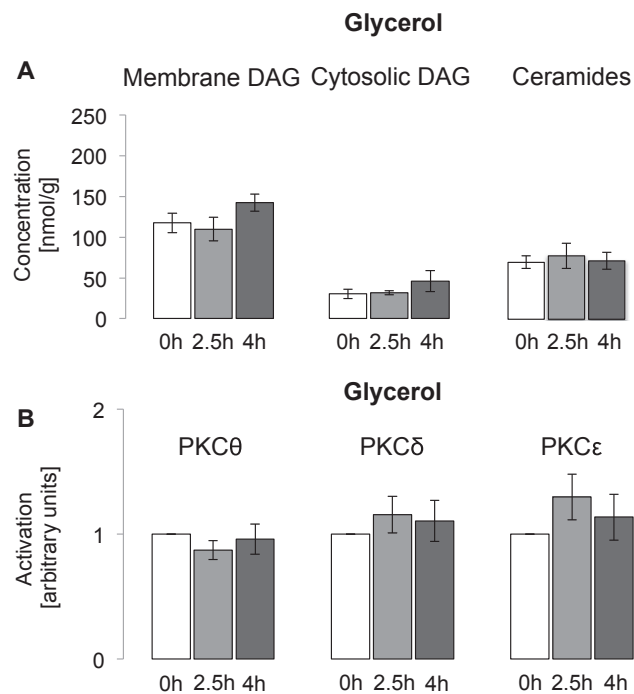 Glycerol
A
Membrane DAG Cytosolic DAG Ceramides
Concentration
[nmol/g]
250
200
150
100
50
0
0h 2.5h 4h 0h 2.5h 4h 0h 2.5h 4h
Glycerol
B
PKCθ PKCδ PKCε
Activation
[arbitrary units]
2
1
0
0h 2.5h 4h 0h 2.5h 4h 0h 2.5h 4h